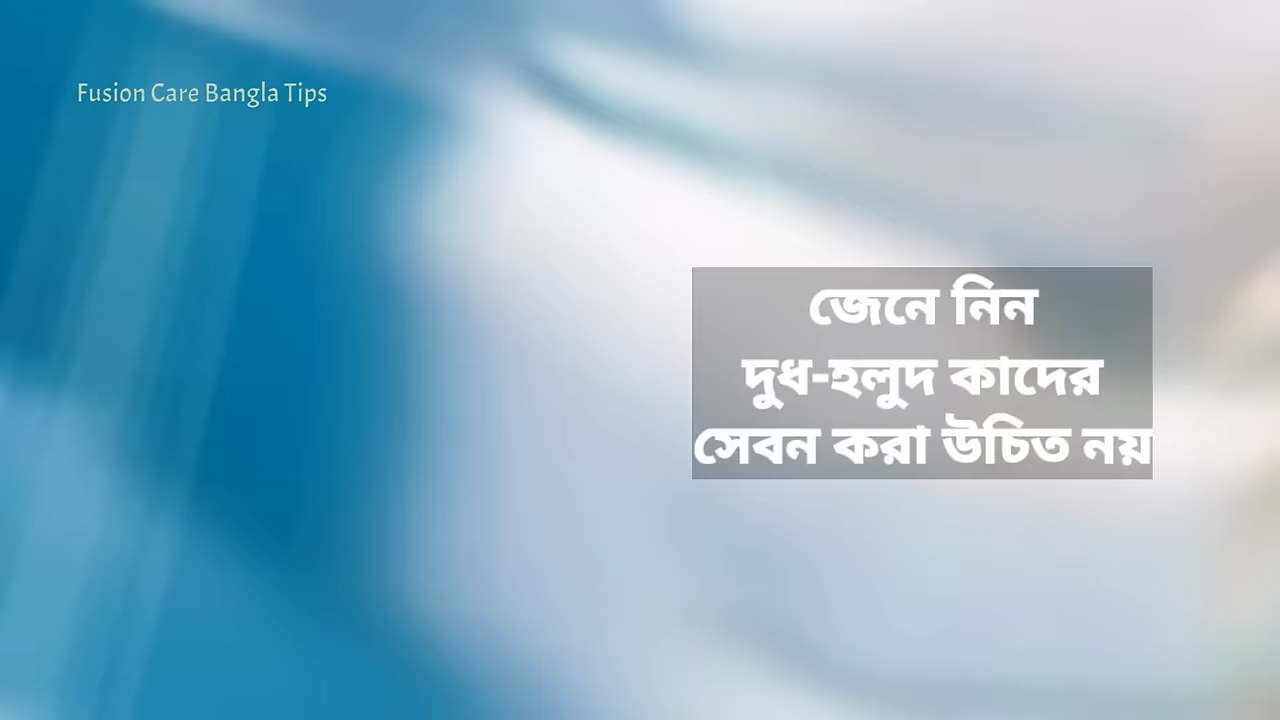 Fusion Care Bangla Tips
জেনে নিন
দুধ-হলুদ কাদের
সেবন করা উচিত নয়